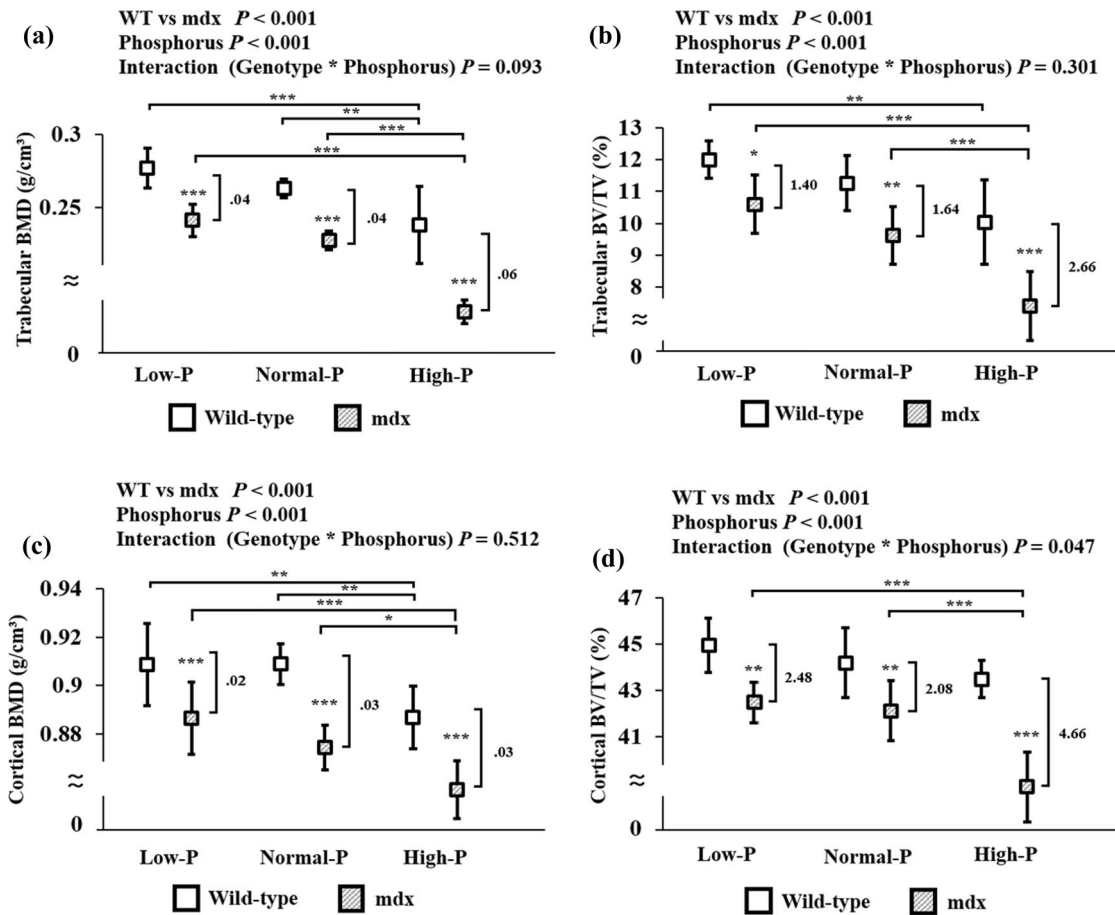 (a)
WT vs mdx P < 0.001
Phosphorus P < 0.001
Interaction (Genotype * Phosphorus) P = 0.093
***
**
***
***
Trabecular BMD (g/cm³)
0.3
0.25
≈
0
***
.04
***
.04
***
.06
Low-P
Normal-P
High-P
Wild-type
mdx
(b)
WT vs mdx P < 0.001
Phosphorus P < 0.001
Interaction (Genotype * Phosphorus) P = 0.301
**
***
***
Trabecular BV/TV (%)
13
12
11
10
9
8
≈
0
*
1.40
**
1.64
***
2.66
Low-P
Normal-P
High-P
Wild-type
mdx
(c)
WT vs mdx P < 0.001
Phosphorus P < 0.001
Interaction (Genotype * Phosphorus) P = 0.512
**
**
***
*
Cortical BMD (g/cm³)
0.94
0.92
0.9
0.88
≈
0
***
.02
***
.03
***
.03
Low-P
Normal-P
High-P
Wild-type
mdx
(d)
WT vs mdx P < 0.001
Phosphorus P < 0.001
Interaction (Genotype * Phosphorus) P = 0.047
***
***
Cortical BV/TV (%)
47
45
43
41
≈
0
**
2.48
**
2.08
***
4.66
Low-P
Normal-P
High-P
Wild-type
mdx